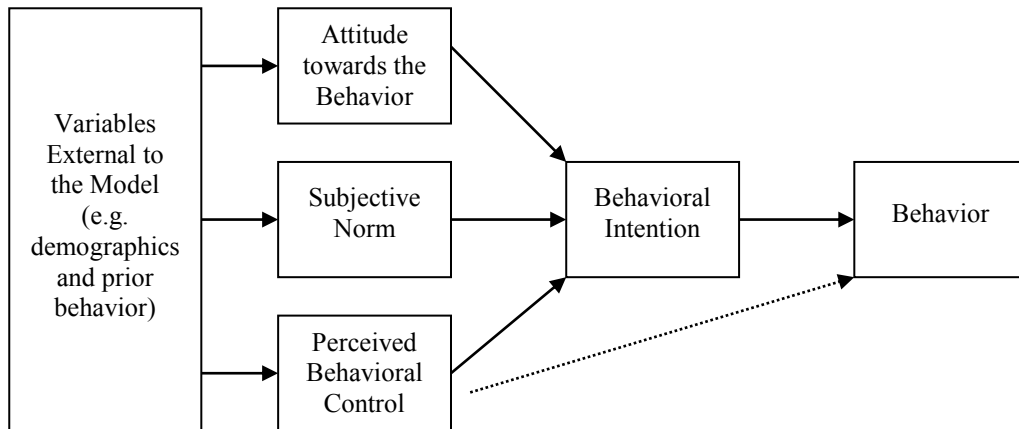 Variables
External to
the Model
(e.g.
demographics
and prior
behavior)
Attitude
towards the
Behavior
Subjective
Norm
Perceived
Behavioral
Control
Behavioral
Intention
Behavior